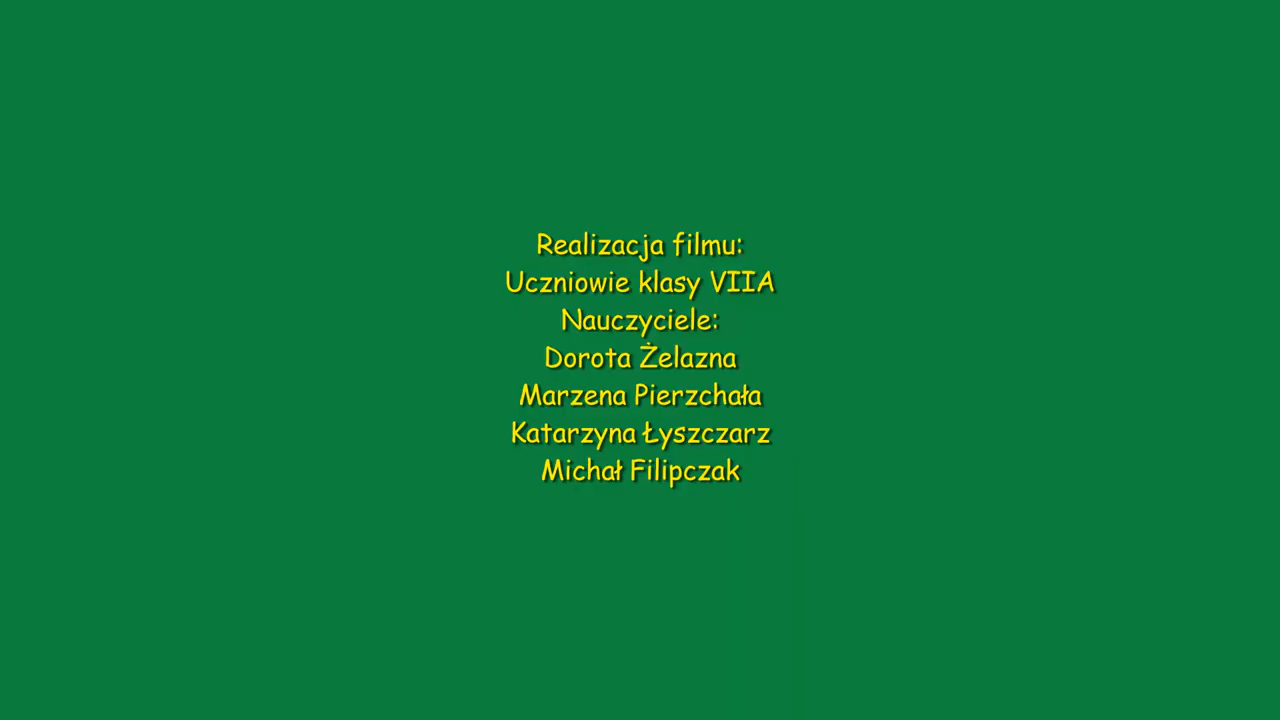 Realizacja filmu:
Uczniowie klasy VIIA
Nauczyciele:
Dorota Żelazna
Marzena Pierzchała
Katarzyna Łyszczarz
Michał Filipczak